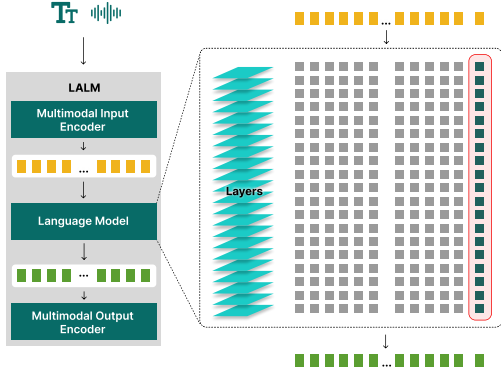 TT
LALM
Multimodal Input
Encoder
...
Language Model
...
Multimodal Output
Encoder
...
Layers
...
...